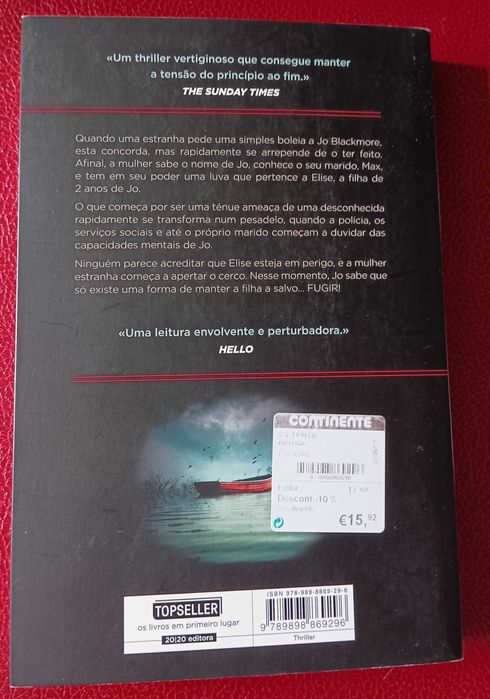 «Um thriller vertiginoso que consegue manter
a tensão do princípio ao fim.»
THE SUNDAY TIMES
Quando uma estranha pede uma simples boleia a Jo Blackmore,
esta concorda, mas rapidamente se arrepende de o ter feito.
Afinal, a mulher sabe o nome de Jo, conhece o seu marido, Max,
e tem em seu poder uma luva que pertence a Elise, a filha de
2 anos de Jo.
O que começa por ser uma ténue ameaça de uma desconhecida
rapidamente se transforma num pesadelo, quando a polícia, os
serviços sociais e até o próprio marido começam a duvidar das
capacidades mentais de Jo.
Ninguém parece acreditar que Elise esteja em perigo, e a mulher
estranha começa a apertar o cerco. Nesse momento, Jo sabe que
só existe uma forma de manter a filha a salvo... FUGIR!
«Uma leitura envolvente e perturbadora.»
HELLO
CONTINENTE
TAYLOR
EM FUGA
POLICIAL
Editor
Desconto 10 %
Continente
€15,92
ISBN 978-989-8869-29-6
TOPSELLER
os livros em primeiro lugar
20|20 editora
9 789898 869296
Thriller